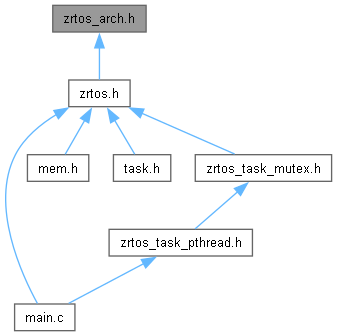 zrtos_arch.h
zrtos.h
mem.h
task.h
zrtos_task_mutex.h
zrtos_task_pthread.h
main.c